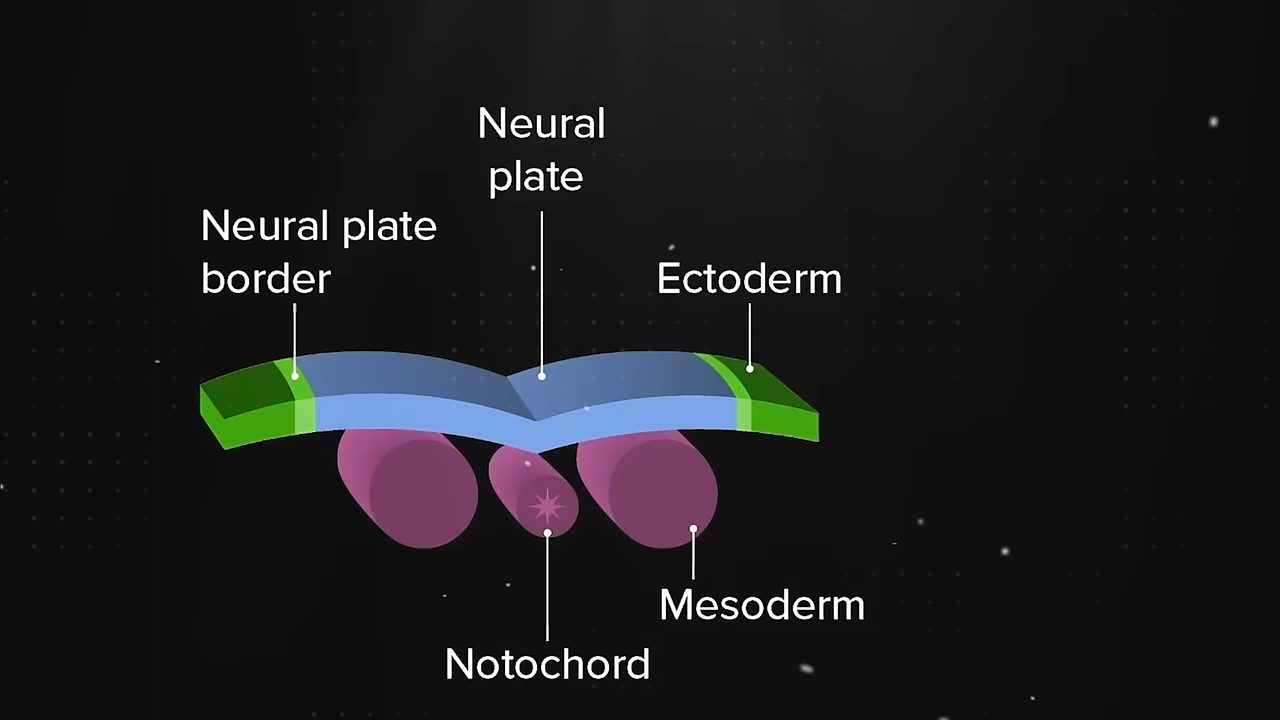 Neural
plate
Neural plate
border
Ectoderm
Mesoderm
Notochord